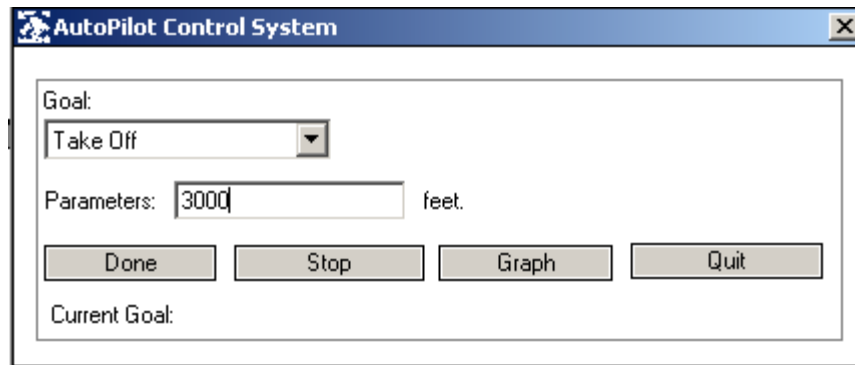 AutoPilot Control System
Goal:
Take Off
Parameters: 3000 feet.
Done Stop Graph Quit
Current Goal: